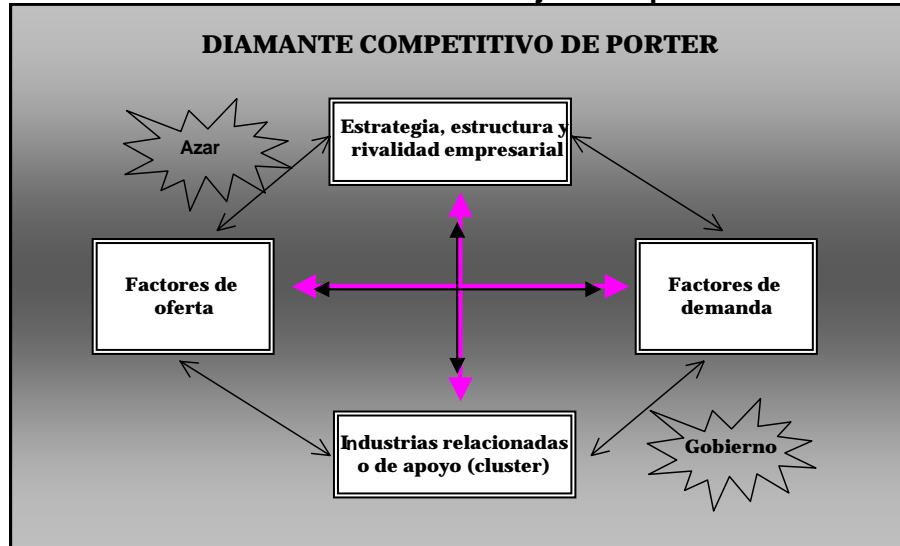 DIAMANTE COMPETITIVO DE PORTER
Azar
Estrategia, estructura y
rivalidad empresarial
Factores de
oferta
Factores de
demanda
Industrias relacionadas
o de apoyo (cluster)
Gobierno